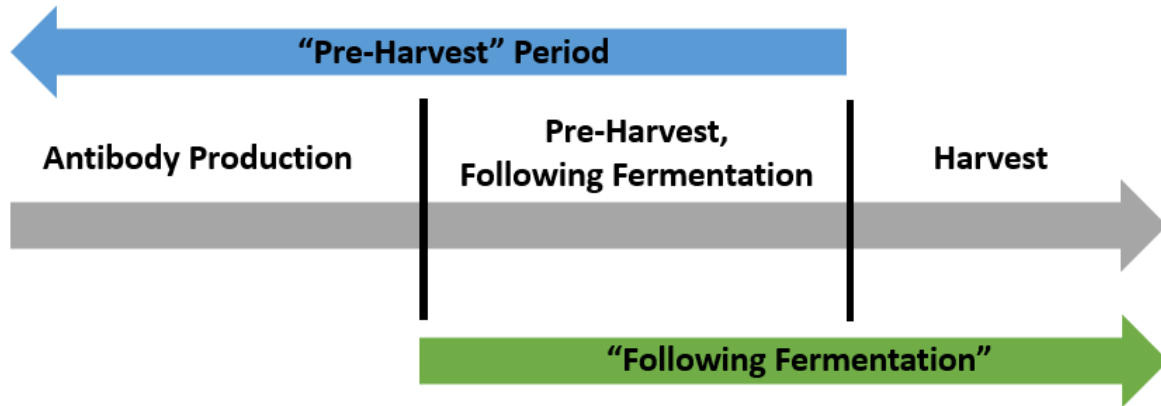 “Pre-Harvest” Period
Antibody Production
Pre-Harvest,
Following Fermentation
Harvest
“Following Fermentation”